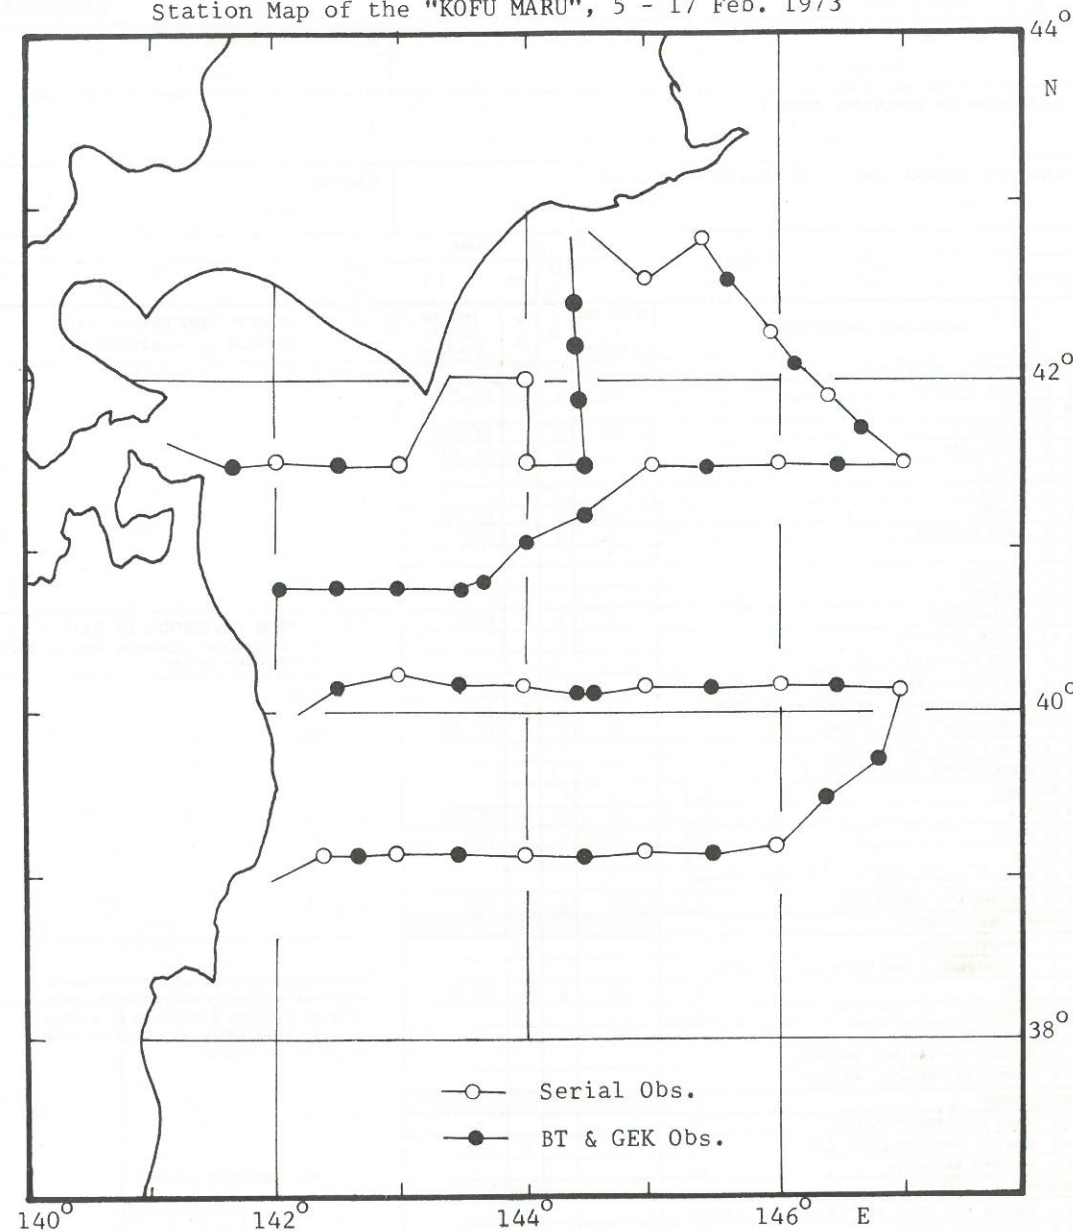 Station Map of the "KOFU MARU", 5 - 17 Feb. 1973
44°
N
42°
40°
38°
Serial Obs.
BT & GEK Obs.
140° 142° 144° 146° E